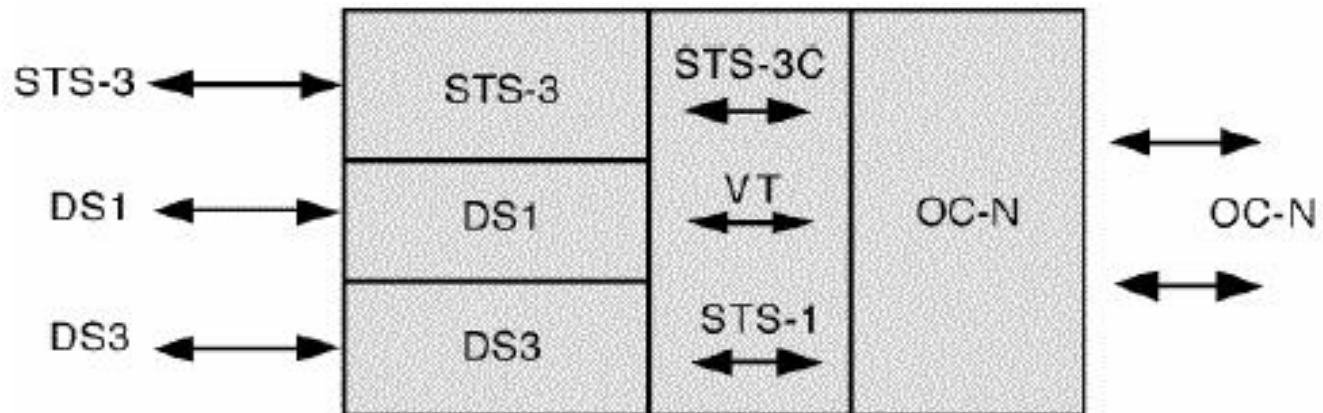 STS-3
STS-3
STS-3C
DS1
DS1
VT
OC-N
OC-N
DS3
DS3
STS-1